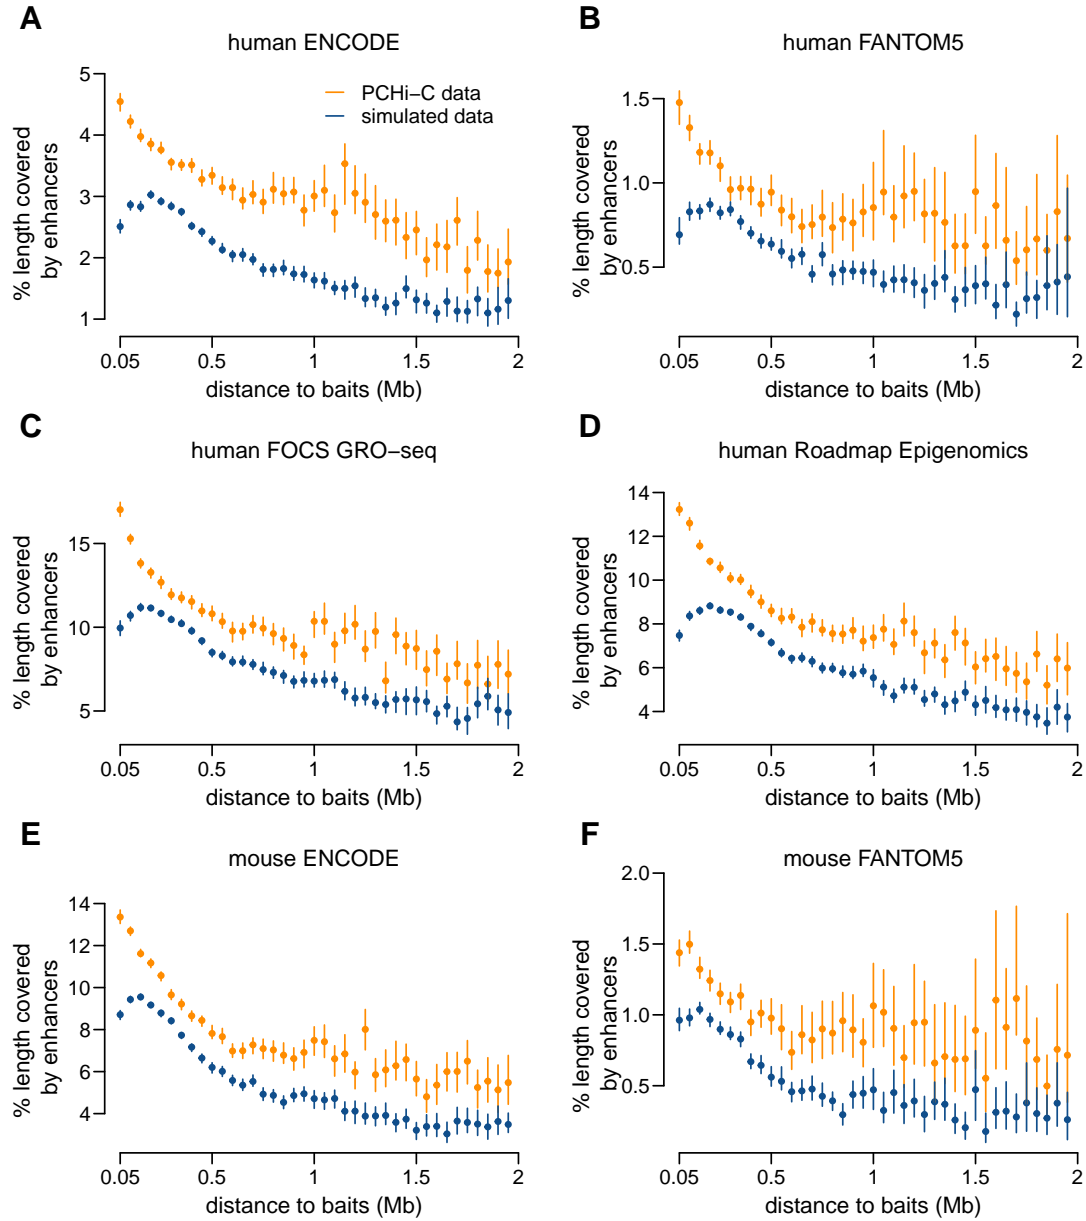 A
human ENCODE
% length covered
by enhancers
5
4
3
2
1
PCHi−C data
simulated data
0.05
0.5
1
1.5
2
distance to baits (Mb)
B
human FANTOM5
% length covered
by enhancers
1.5
1.0
0.5
0.05
0.5
1
1.5
2
distance to baits (Mb)
C
human FOCS GRO−seq
% length covered
by enhancers
15
10
5
0.05
0.5
1
1.5
2
distance to baits (Mb)
D
human Roadmap Epigenomics
% length covered
by enhancers
14
12
10
8
6
4
0.05
0.5
1
1.5
2
distance to baits (Mb)
E
mouse ENCODE
% length covered
by enhancers
14
12
10
8
6
4
0.05
0.5
1
1.5
2
distance to baits (Mb)
F
mouse FANTOM5
% length covered
by enhancers
2.0
1.5
1.0
0.5
0.05
0.5
1
1.5
2
distance to baits (Mb)